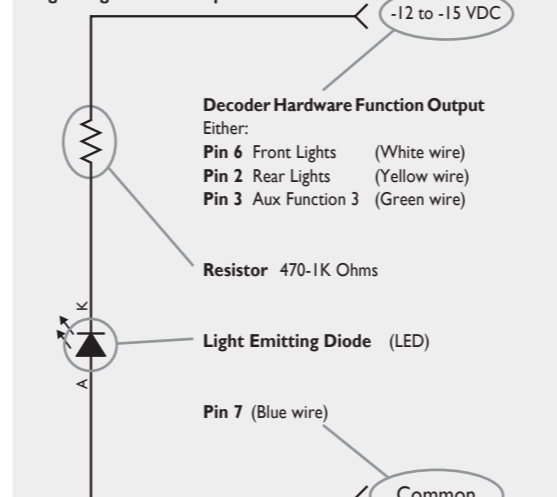 -12 to -15 VDC
Decoder Hardware Function Output
Either:
Pin 6 Front Lights (White wire)
Pin 2 Rear Lights (Yellow wire)
Pin 3 Aux Function 3 (Green wire)
Resistor 470-1K Ohms
K
Light Emitting Diode (LED)
A
Pin 7 (Blue wire)
Common